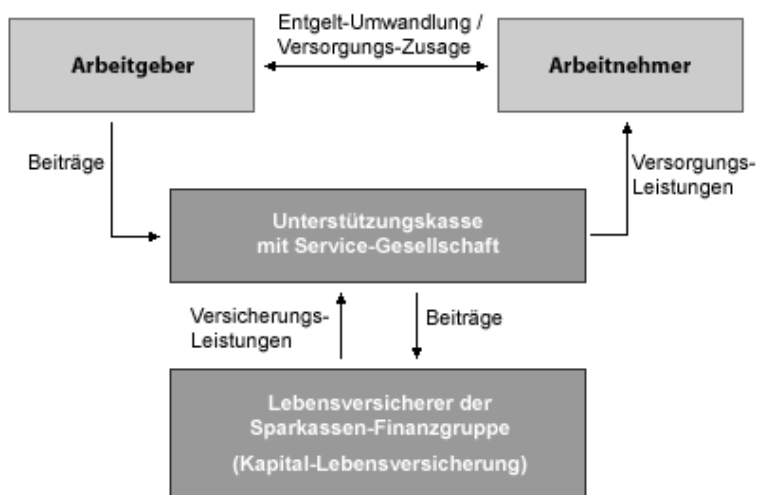 Entgelt-Umwandlung /
Versorgungs-Zusage
Arbeitgeber
Arbeitnehmer
Beiträge
Versorgungs-
Leistungen
Unterstützungskasse
mit Service-Gesellschaft
Versicherungs-
Leistungen
Beiträge
Lebensversicherer der
Sparkassen-Finanzgruppe
(Kapital-Lebensversicherung)